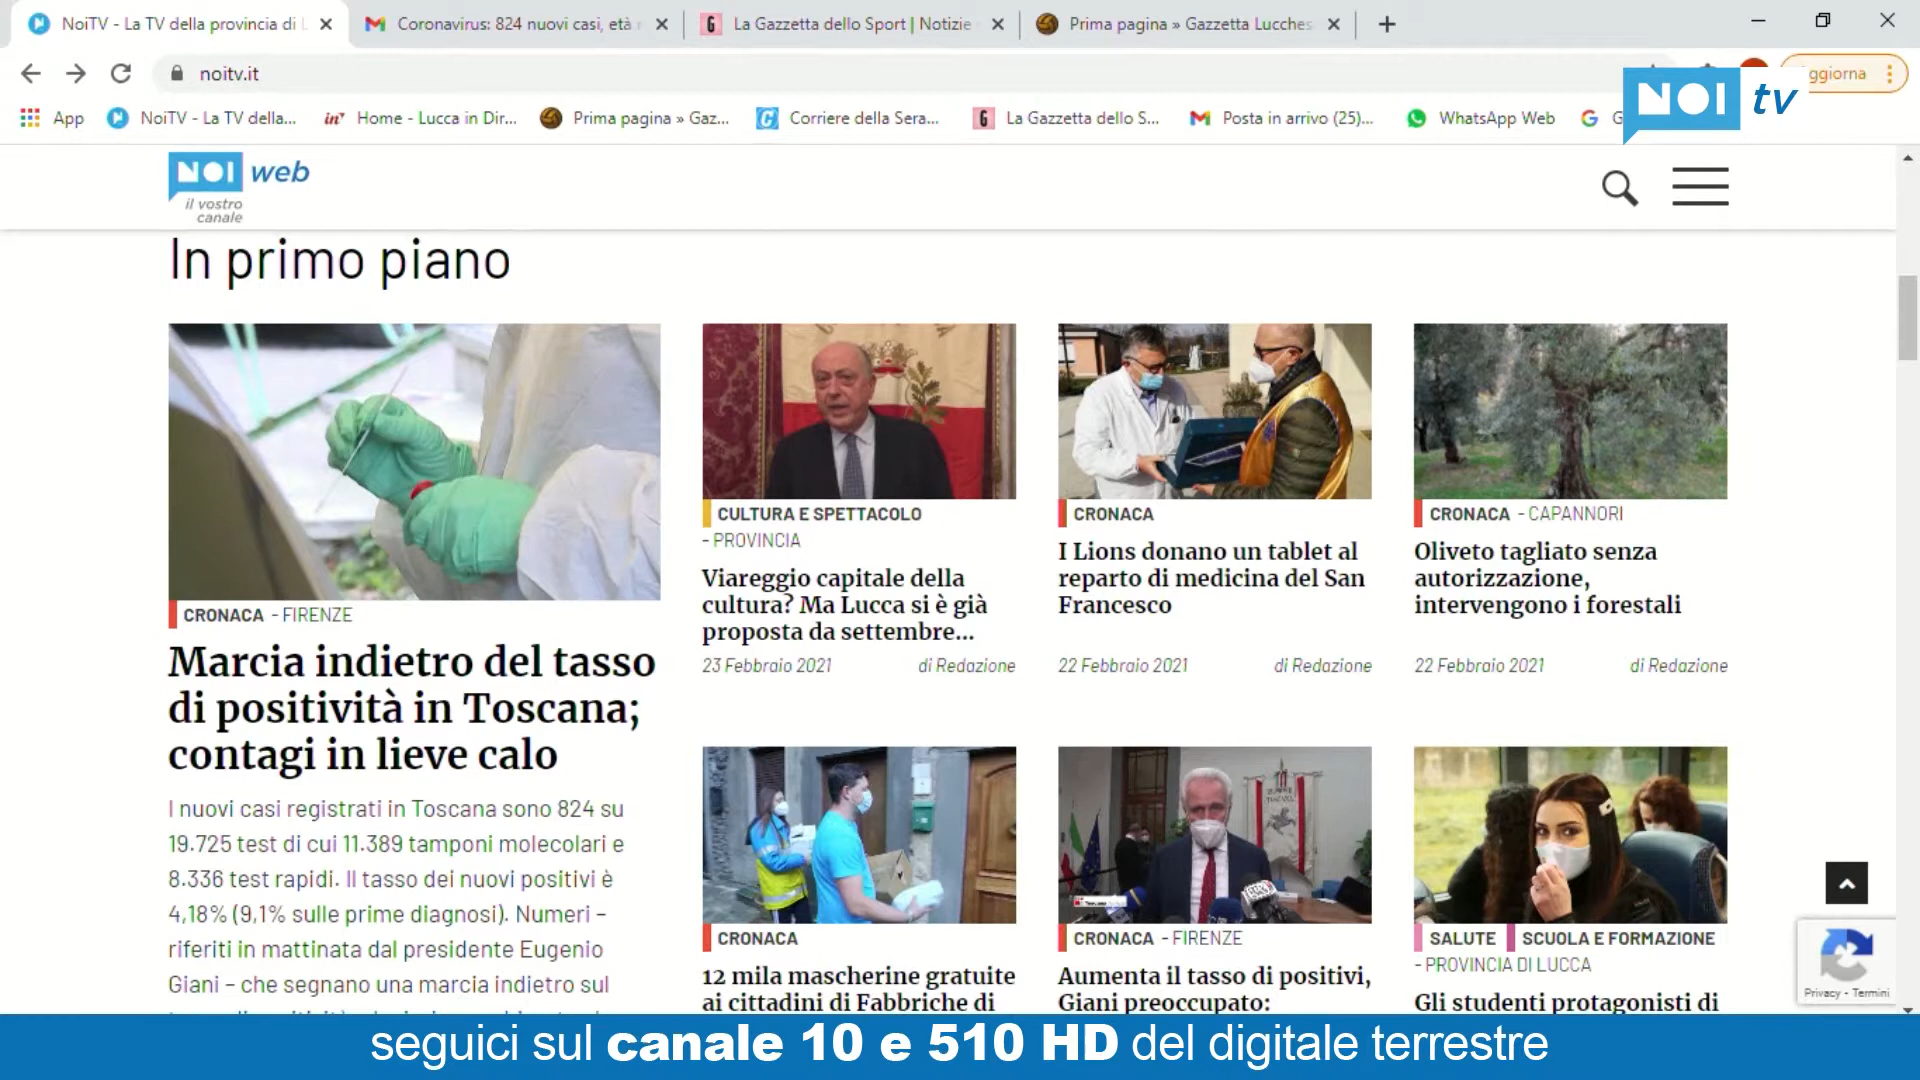 NoiTV - La TV della provincia di L
Coronavirus: 824 nuovi casi, età
La Gazzetta dello Sport | Notizie
Prima pagina » Gazzetta Lucches
noitv.it
ggiorna
App
NoiTV - La TV della...
Home - Lucca in Dir...
Prima pagina » Gaz...
Corriere della Sera...
La Gazzetta dello S...
Posta in arrivo (25)...
WhatsApp Web
G
NOI tv
NOI web
il vostro
canale
In primo piano
CRONACA - FIRENZE
Marcia indietro del tasso
di positività in Toscana;
contagi in lieve calo
I nuovi casi registrati in Toscana sono 824 su
19.725 test di cui 11.389 tamponi molecolari e
8.336 test rapidi. Il tasso dei nuovi positivi è
4,18% (9,1% sulle prime diagnosi). Numeri –
riferiti in mattinata dal presidente Eugenio
Giani – che segnano una marcia indietro sul
CULTURA E SPETTACOLO
- PROVINCIA
Viareggio capitale della
cultura? Ma Lucca si è già
proposta da settembre...
23 Febbraio 2021 di Redazione
CRONACA
I Lions donano un tablet al
reparto di medicina del San
Francesco
22 Febbraio 2021 di Redazione
CRONACA - CAPANNORI
Oliveto tagliato senza
autorizzazione,
intervengono i forestali
22 Febbraio 2021 di Redazione
CRONACA
12 mila mascherine gratuite
ai cittadini di Fabbriche di
CRONACA - FIRENZE
Aumenta il tasso di positivi,
Giani preoccupato:
SALUTE SCUOLA E FORMAZIONE
- PROVINCIA DI LUCCA
Gli studenti protagonisti di
Privacy - Termini
seguici sul canale 10 e 510 HD del digitale terrestre